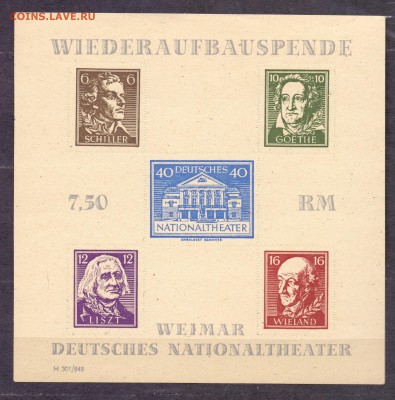 COINS.LAVE.RU
WIEDERAUFBAUSPENDE
6 6
SCHILLER
10 10
GOETHE
40 DEUTSCHES 40
NATIONALTHEATER
7,50 RM
12 12
LISZT
16 16
WIELAND
WEIMAR
DEUTSCHES NATIONALTHEATER